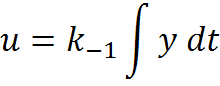 u = k₋₁ ∫ y dt